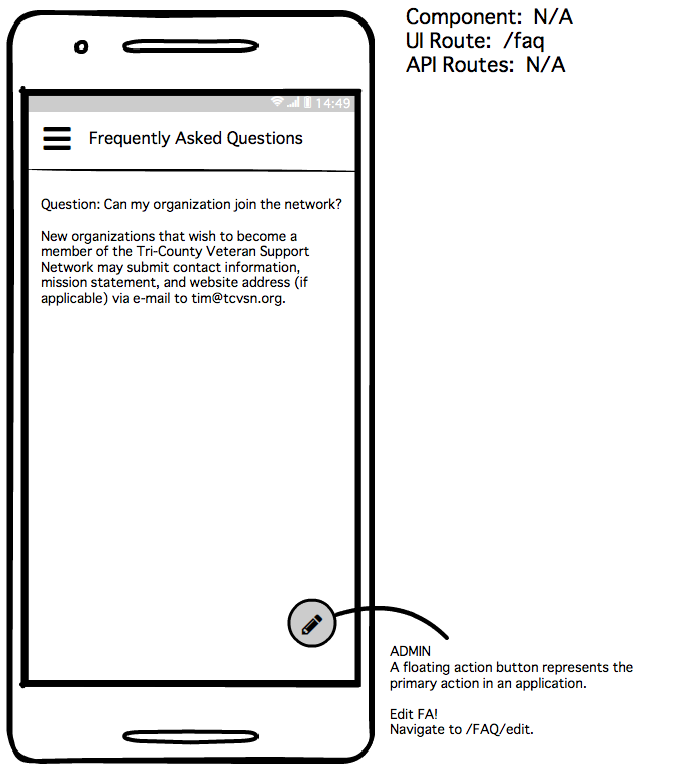 Component: N/A
UI Route: /faq
API Routes: N/A
14:49
Frequently Asked Questions
Question: Can my organization join the network?
New organizations that wish to become a
member of the Tri-County Veteran Support
Network may submit contact information,
mission statement, and website address (if
applicable) via e-mail to tim@tcvsn.org.
ADMIN
A floating action button represents the
primary action in an application.
Edit FA!
Navigate to /FAQ/edit.